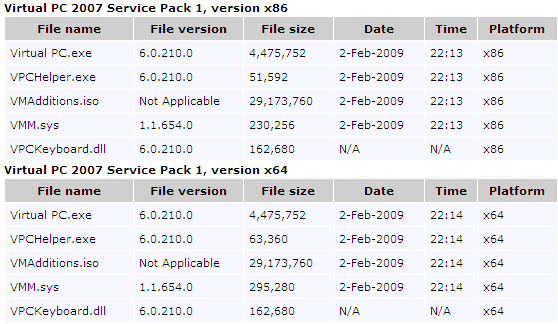 Virtual PC 2007 Service Pack 1, version x86
File name File version File size Date Time Platform
Virtual PC.exe 6.0.210.0 4,475,752 2-Feb-2009 22:13 x86
VPCHelper.exe 6.0.210.0 51,592 2-Feb-2009 22:13 x86
VMAdditions.iso Not Applicable 29,173,760 2-Feb-2009 22:13 x86
VMM.sys 1.1.654.0 230,256 2-Feb-2009 22:13 x86
VPCKeyboard.dll 6.0.210.0 162,680 N/A N/A x86
Virtual PC 2007 Service Pack 1, version x64
File name File version File size Date Time Platform
Virtual PC.exe 6.0.210.0 4,475,752 2-Feb-2009 22:14 x64
VPCHelper.exe 6.0.210.0 63,360 2-Feb-2009 22:14 x64
VMAdditions.iso Not Applicable 29,173,760 2-Feb-2009 22:14 x64
VMM.sys 1.1.654.0 295,280 2-Feb-2009 22:14 x64
VPCKeyboard.dll 6.0.210.0 162,680 N/A N/A x64